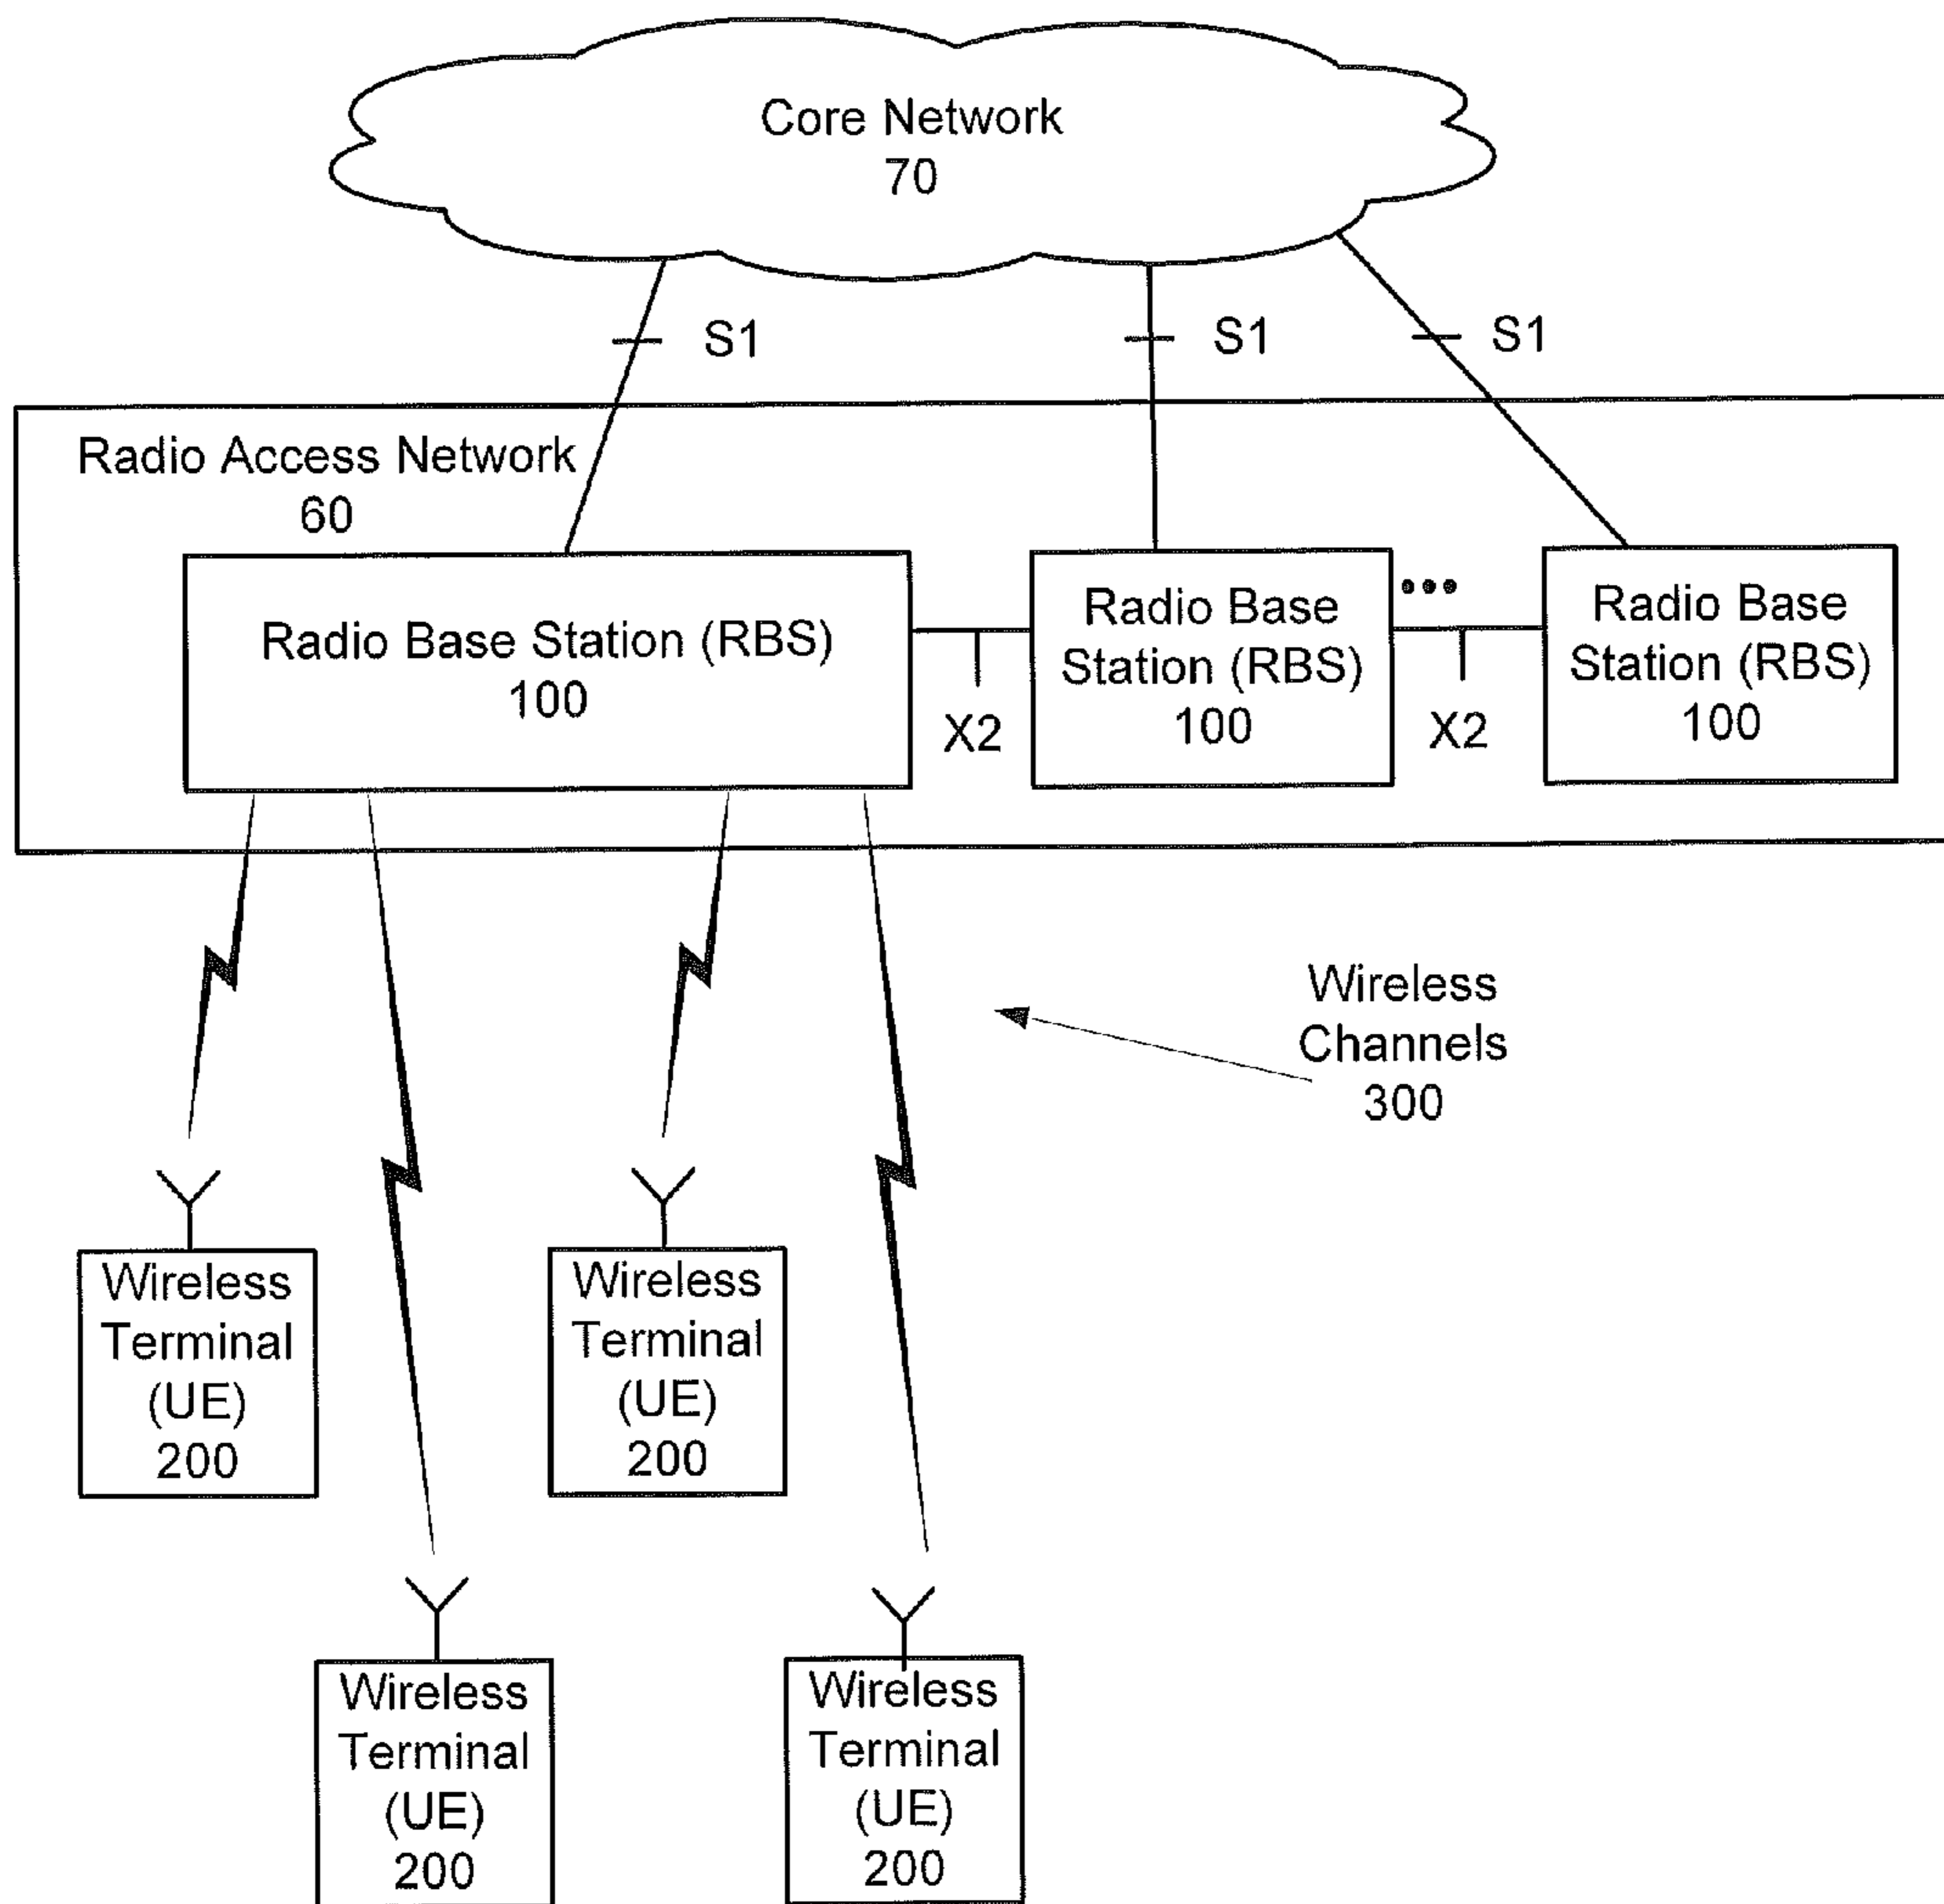 Core Network
70
S1
S1
S1
Radio Access Network
60
Radio Base Station (RBS)
100
X2
Radio Base
Station (RBS)
100
•••
X2
Radio Base
Station (RBS)
100
Wireless
Channels
300
Wireless
Terminal
(UE)
200
Wireless
Terminal
(UE)
200
Wireless
Terminal
(UE)
200
Wireless
Terminal
(UE)
200